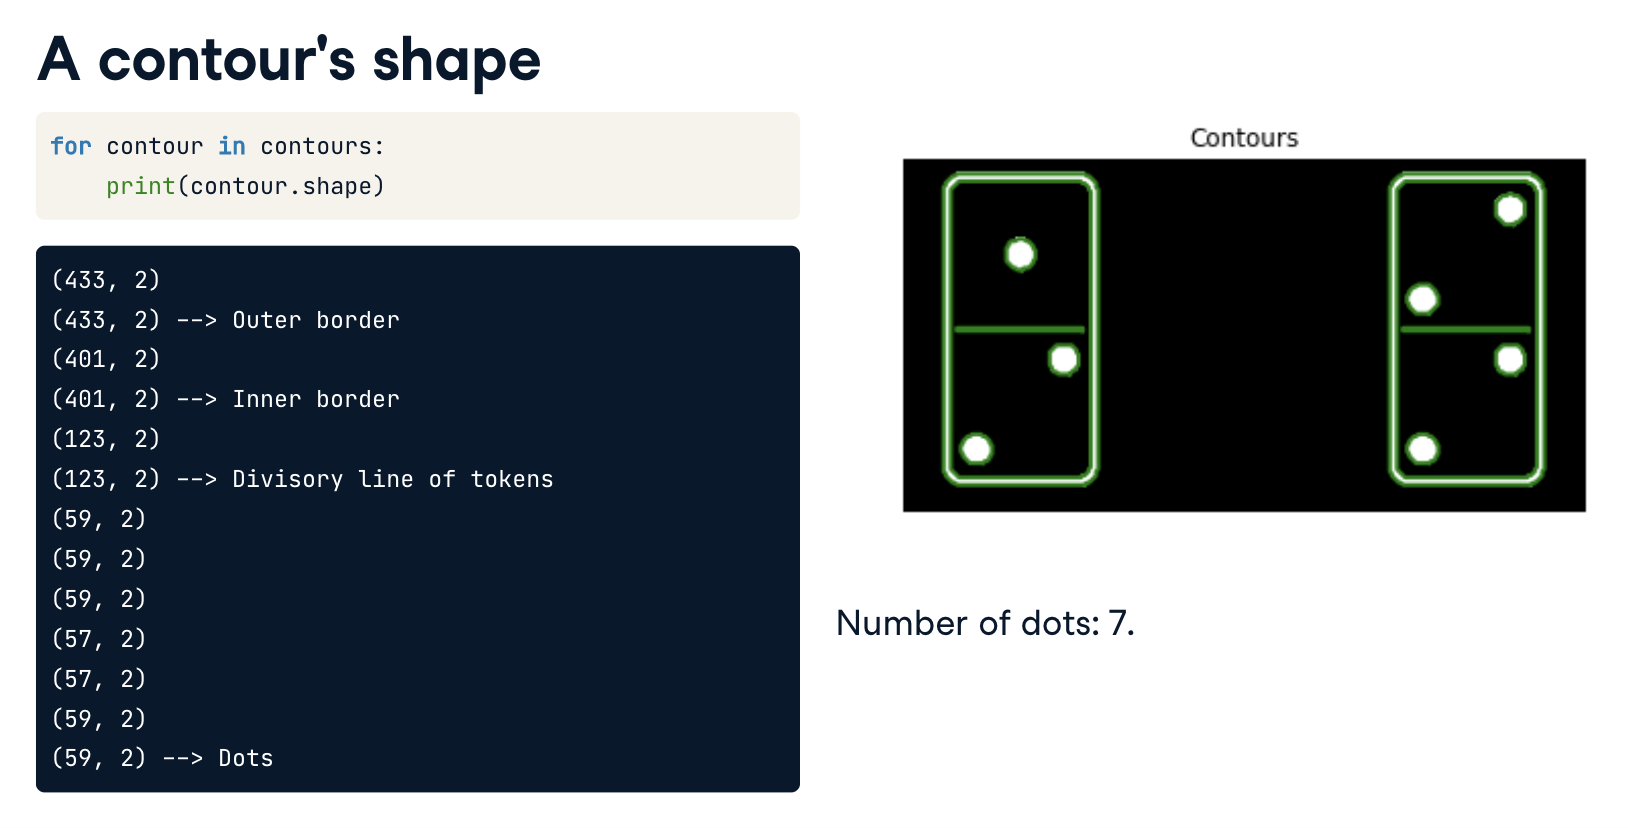 A contour's shape
for contour in contours:
    print(contour.shape)
(433, 2)
(433, 2) --> Outer border
(401, 2)
(401, 2) --> Inner border
(123, 2)
(123, 2) --> Divisory line of tokens
(59, 2)
(59, 2)
(59, 2)
(57, 2)
(57, 2)
(59, 2)
(59, 2) --> Dots
Contours
Number of dots: 7.